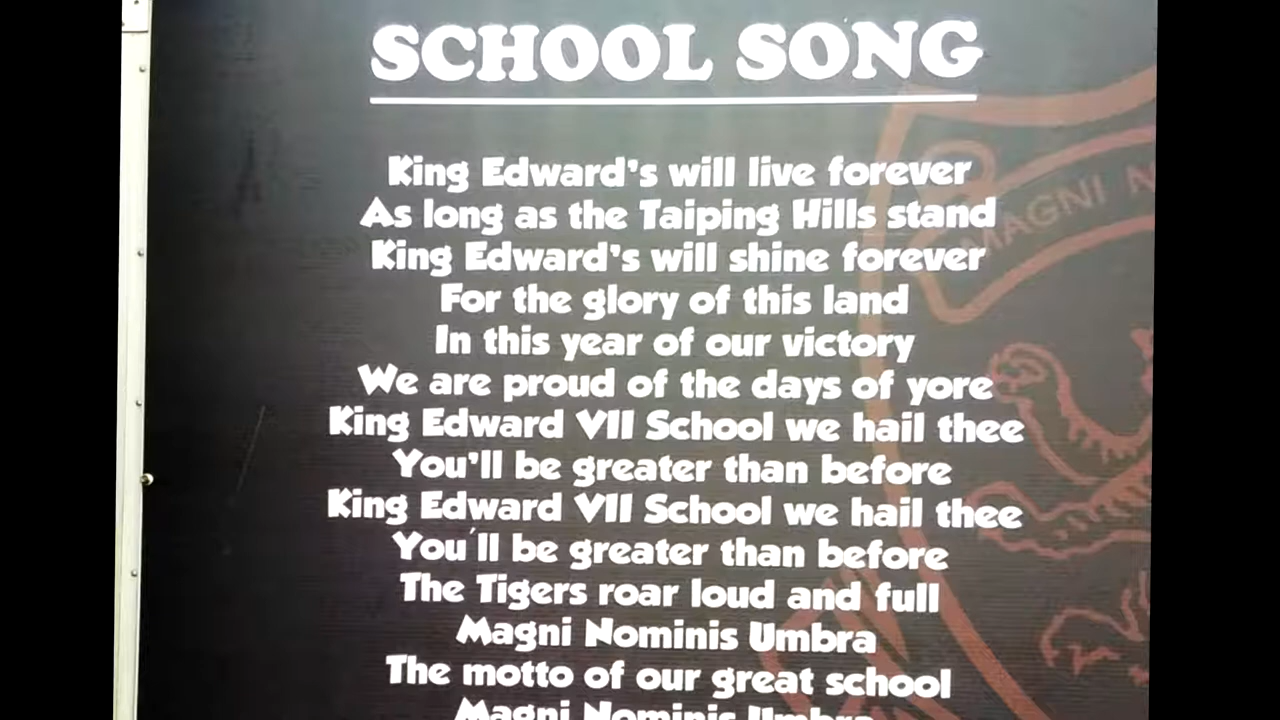 SCHOOL SONG
King Edward's will live forever
As long as the Taiping Hills stand
King Edward's will shine forever
For the glory of this land
In this year of our victory
We are proud of the days of yore
King Edward VII School we hail thee
You'll be greater than before
King Edward VII School we hail thee
You'll be greater than before
The Tigers roar loud and full
Magni Nominis Umbra
The motto of our great school
Magni Nominis Umbra
MAGNI